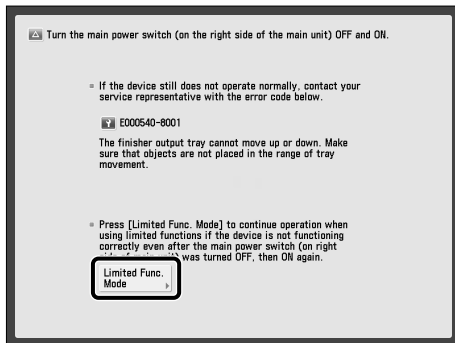 Turn the main power switch (on the right side of the main unit) OFF and ON.
If the device still does not operate normally, contact your
service representative with the error code below.
E000540-8001
The finisher output tray cannot move up or down. Make
sure that objects are not placed in the range of tray
movement.
Press [Limited Func. Mode] to continue operation when
using limited functions if the device is not functioning
correctly even after the main power switch (on right
side of main unit) was turned OFF, then ON again.
Limited Func.
Mode